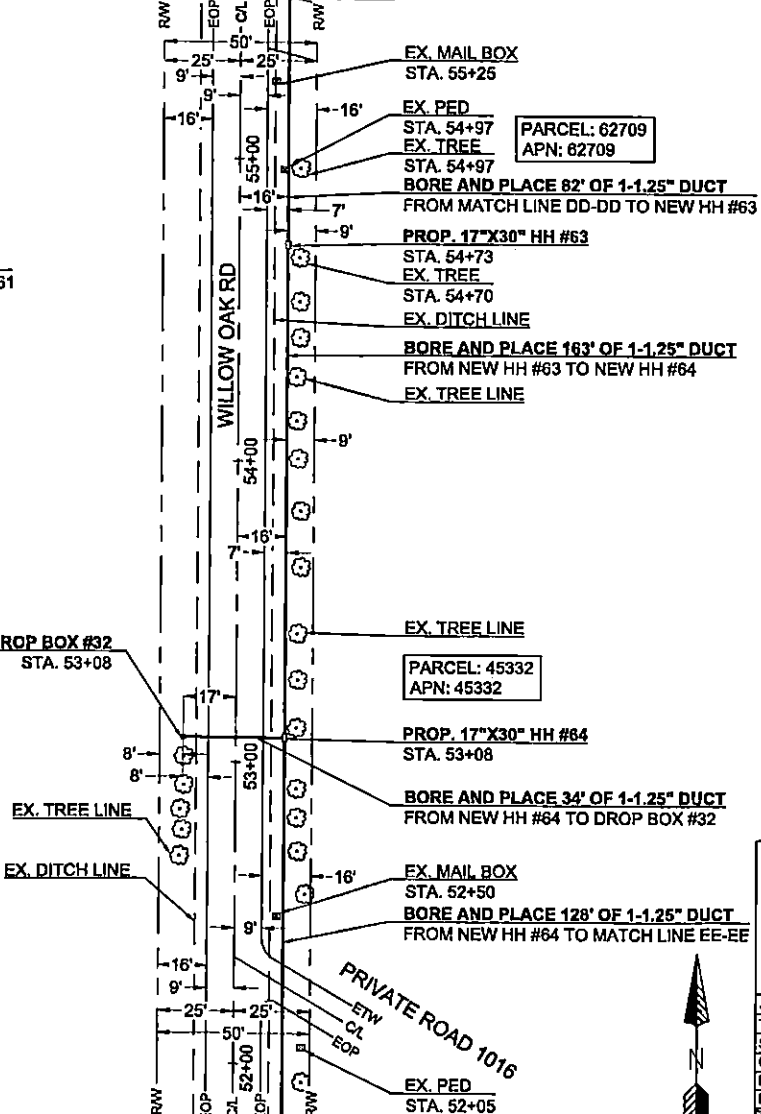 R/W
EOP
C/L
EOP
R/W
50'
25'
25'
9'
9'
16'
16'
EX. MAIL BOX
STA. 55+25
EX. PED
STA. 54+97
EX. TREE
STA. 54+97
PARCEL: 62709
APN: 62709
55+00
16'
BORE AND PLACE 82' OF 1-1.25" DUCT
FROM MATCH LINE DD-DD TO NEW HH #63
7'
9'
PROP. 17"X30" HH #63
STA. 54+73
EX. TREE
STA. 54+70
61
EX. DITCH LINE
WILLOW OAK RD
BORE AND PLACE 163' OF 1-1.25" DUCT
FROM NEW HH #63 TO NEW HH #64
EX. TREE LINE
9'
54+00
16'
7'
EX. TREE LINE
ROP BOX #32
STA. 53+08
PARCEL: 45332
APN: 45332
17'
PROP. 17"X30" HH #64
STA. 53+08
8'
8'
53+00
BORE AND PLACE 34' OF 1-1.25" DUCT
FROM NEW HH #64 TO DROP BOX #32
EX. TREE LINE
EX. DITCH LINE
16'
EX. MAIL BOX
STA. 52+50
9'
BORE AND PLACE 128' OF 1-1.25" DUCT
FROM NEW HH #64 TO MATCH LINE EE-EE
16'
9'
PRIVATE ROAD 1016
ETW
C/L
EOP
25'
25'
50'
52+00
N
EX. PED
STA. 52+05
R/W
EOP
C/L
OP
R/W